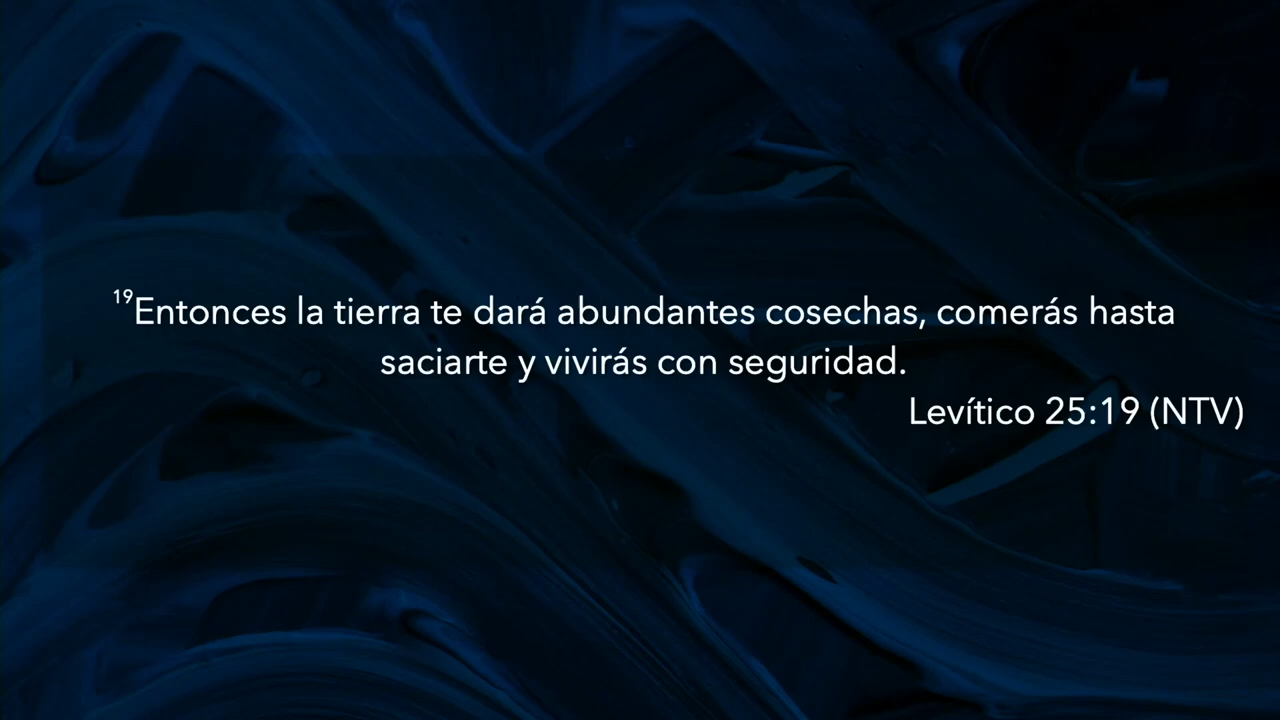 ¹⁹Entonces la tierra te dará abundantes cosechas, comerás hasta
saciarte y vivirás con seguridad.
Levítico 25:19 (NTV)